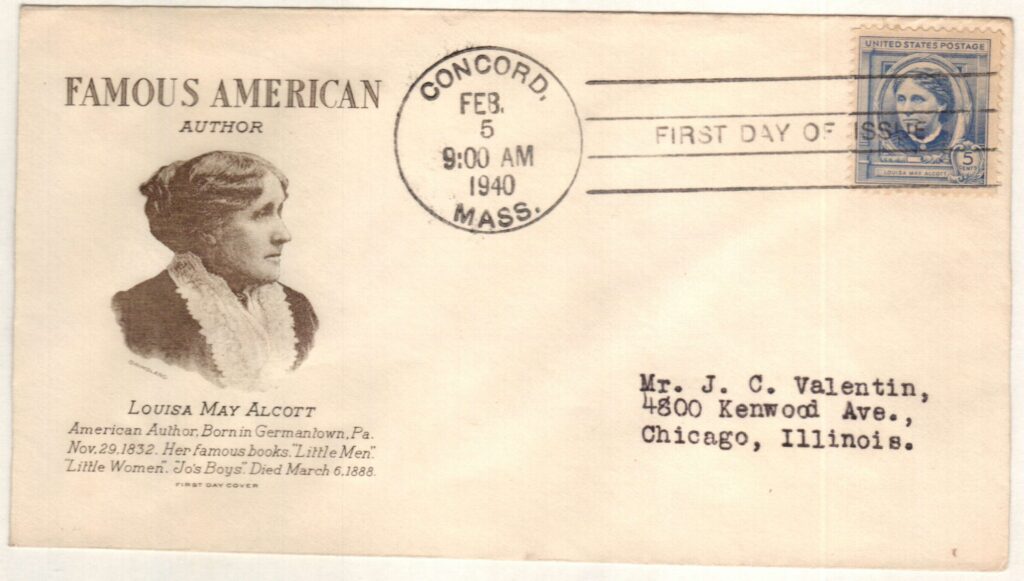 FAMOUS AMERICAN
AUTHOR
LOUISA MAY ALCOTT
American Author, Born in Germantown, Pa.
Nov. 29. 1832. Her famous books. "Little Men".
"Little Women". "Jo's Boys". Died March 6. 1888.
FIRST DAY COVER
CONCORD,
FEB.
5
9:00 AM
1940
MASS.
FIRST DAY OF ISSUE
UNITED STATES POSTAGE
5
CENTS
LOUISA MAY ALCOTT
Mr. J. C. Valentin,
4800 Kenwood Ave.,
Chicago, Illinois.